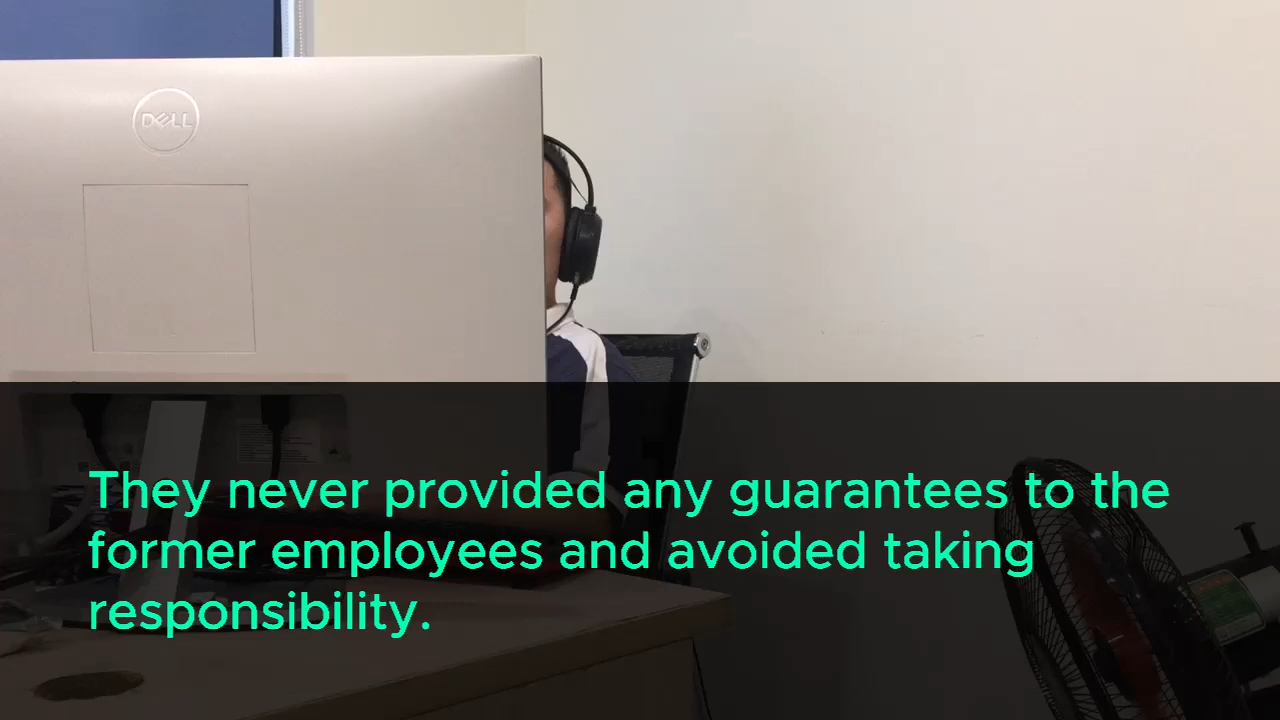 DELL
They never provided any guarantees to the
former employees and avoided taking
responsibility.